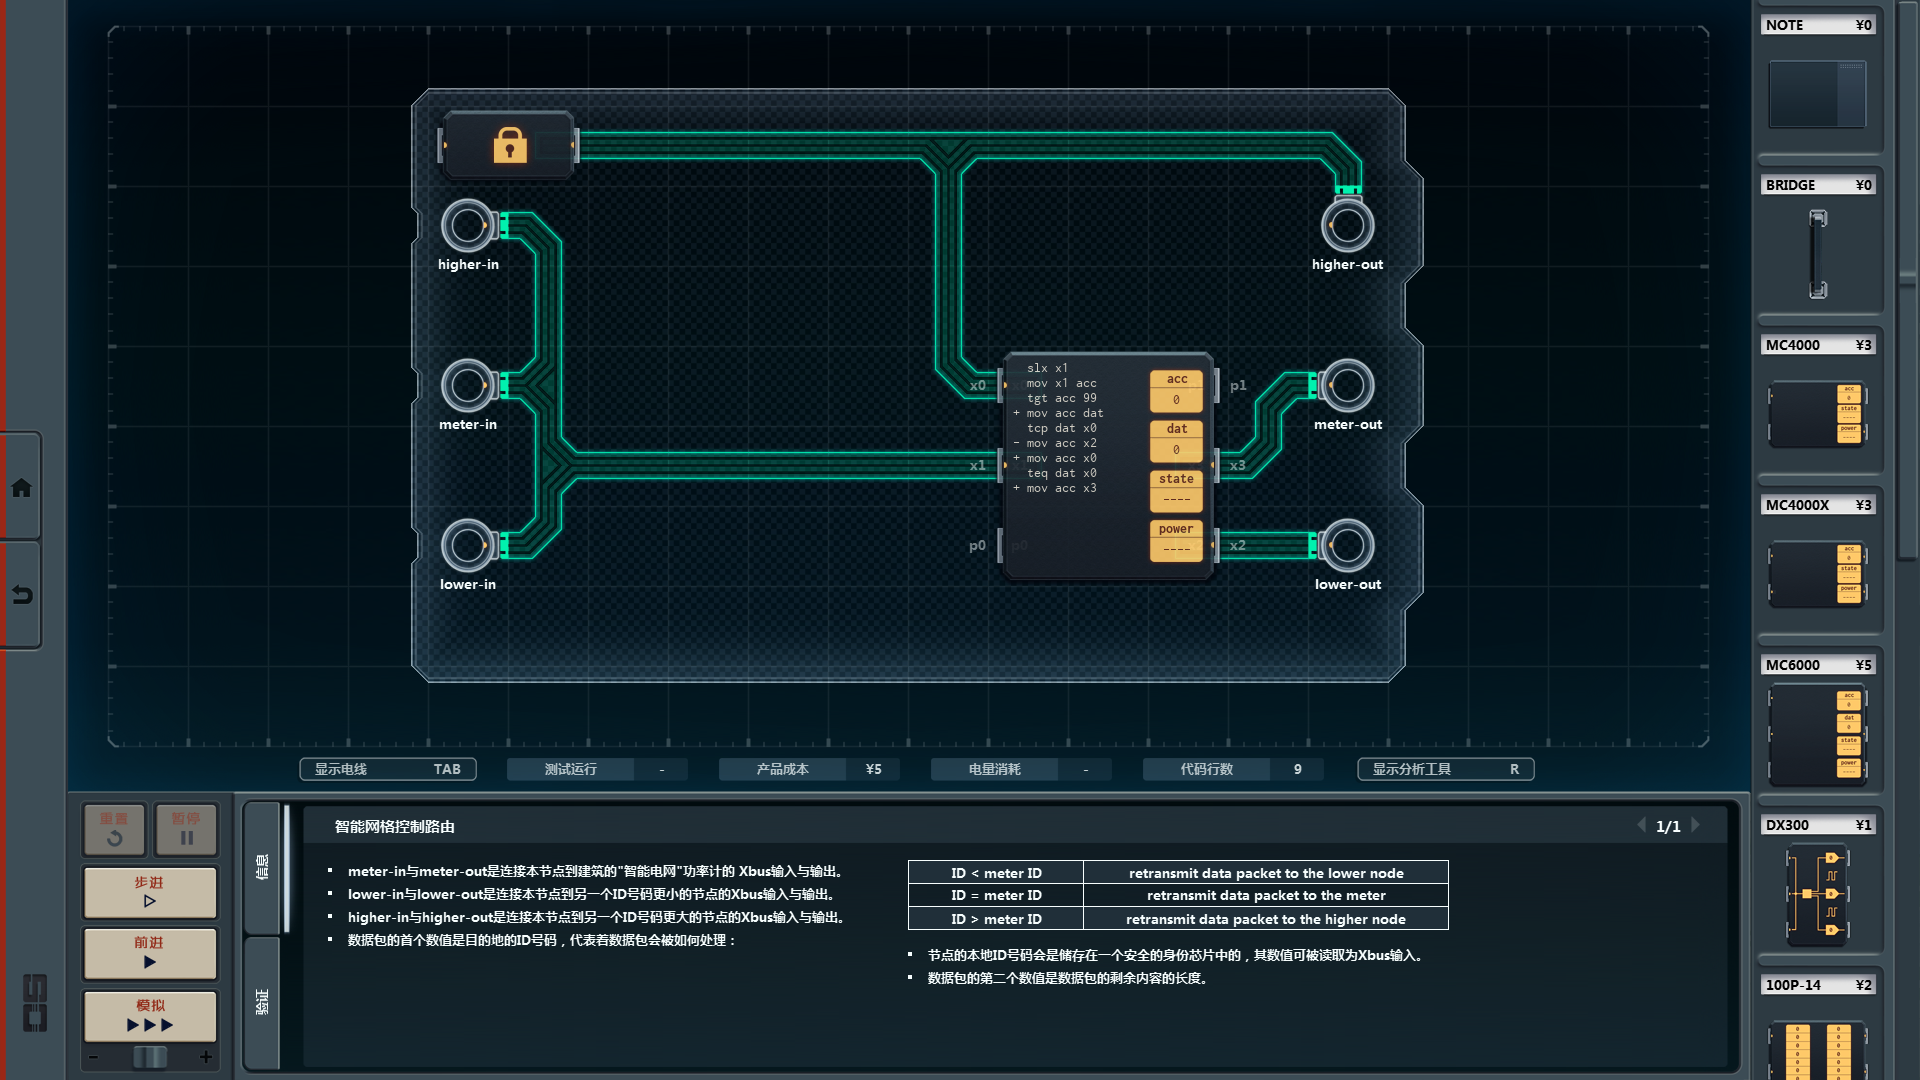 NOTE ¥0
BRIDGE ¥0
higher-in
higher-out
MC4000 ¥3
acc
0
state
----
power
----
slx x1
mov x1 acc
tgt acc 99
+ mov acc dat
tcp dat x0
- mov acc x2
+ mov acc x0
teq dat x0
+ mov acc x3
acc
0
dat
0
state
----
power
----
x0
x1
p0
p0
p1
x3
x2
meter-in
meter-out
lower-in
lower-out
MC4000X ¥3
acc
0
state
----
power
----
MC6000 ¥5
acc
0
dat
0
state
----
power
----
显示电线 TAB
测试运行 -
产品成本 ¥5
电量消耗 -
代码行数 9
显示分析工具 R
DX300 ¥1
100P-14 ¥2
重置
暂停
步进
前进
模拟
- +
信息
验证
智能网格控制路由
1/1
▪ meter-in与meter-out是连接本节点到建筑的"智能电网"功率计的 Xbus输入与输出。
▪ lower-in与lower-out是连接本节点到另一个ID号码更小的节点的Xbus输入与输出。
▪ higher-in与higher-out是连接本节点到另一个ID号码更大的节点的Xbus输入与输出。
▪ 数据包的首个数值是目的地的ID号码，代表着数据包会被如何处理：
ID < meter ID retransmit data packet to the lower node
ID = meter ID retransmit data packet to the meter
ID > meter ID retransmit data packet to the higher node
▪ 节点的本地ID号码会是储存在一个安全的身份芯片中的，其数值可被读取为Xbus输入。
▪ 数据包的第二个数值是数据包的剩余内容的长度。